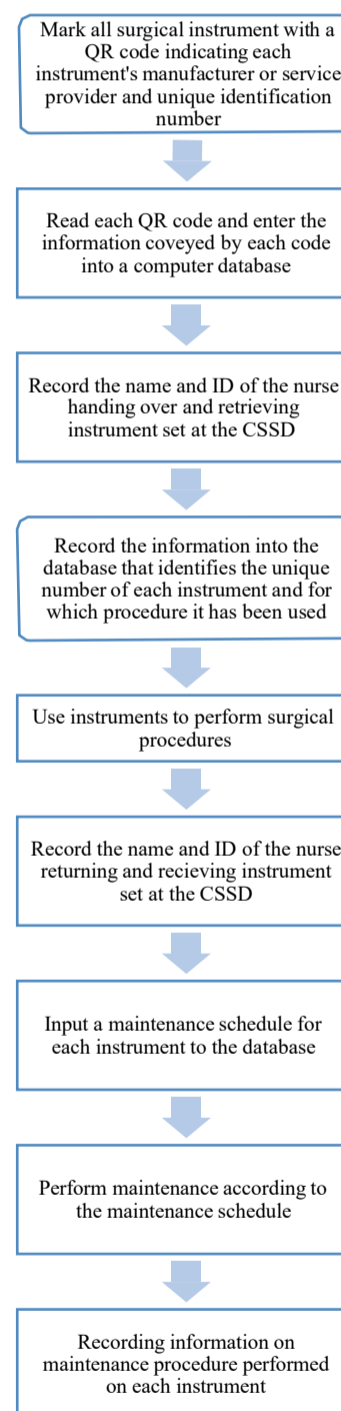 Mark all surgical instrument with a
QR code indicating each
instrument's manufacturer or service
provider and unique identification
number
Read each QR code and enter the
information coveyed by each code
into a computer database
Record the name and ID of the nurse
handing over and retrieving
instrument set at the CSSD
Record the information into the
database that identifies the unique
number of each instrument and for
which procedure it has been used
Use instruments to perform surgical
procedures
Record the name and ID of the nurse
returning and recieving instrument
set at the CSSD
Input a maintenance schedule for
each instrument to the database
Perform maintenance according to
the maintenance schedule
Recording information on
maintenance procedure performed
on each instrument